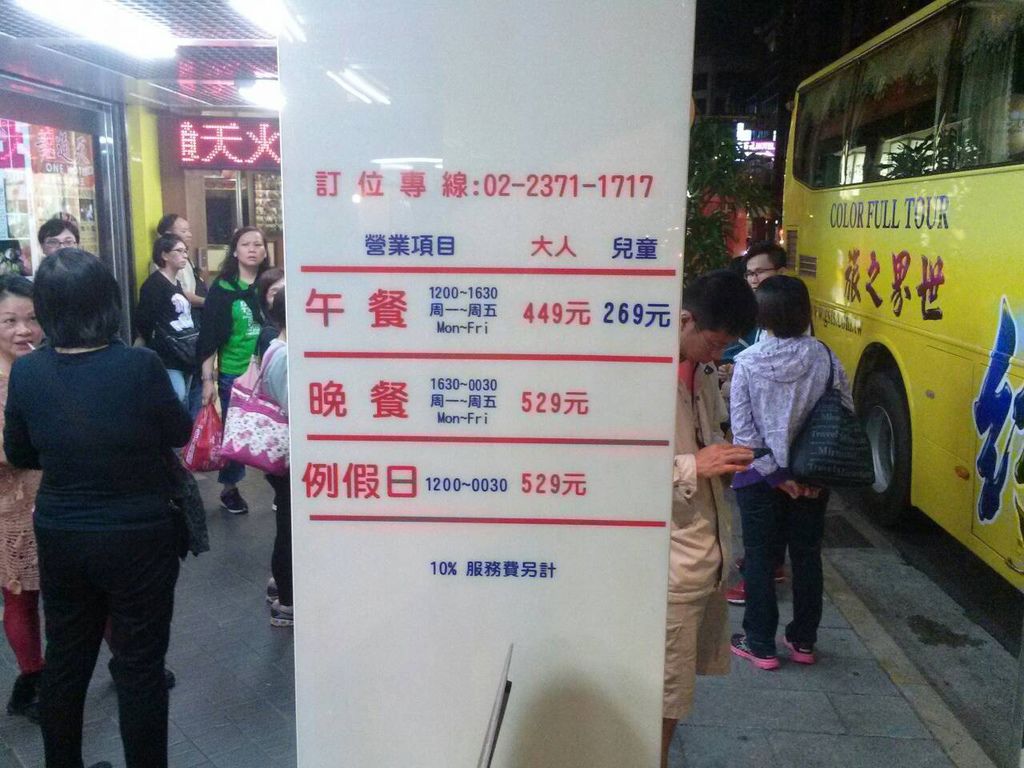 天火
訂位專線:02-2371-1717
營業項目 大人 兒童
午餐 1200~1630 周一~周五 Mon~Fri 449元 269元
晚餐 1630~0030 周一~周五 Mon~Fri 529元
例假日 1200~0030 529元
10% 服務費另計
COLOR FULL TOUR
旅之界世